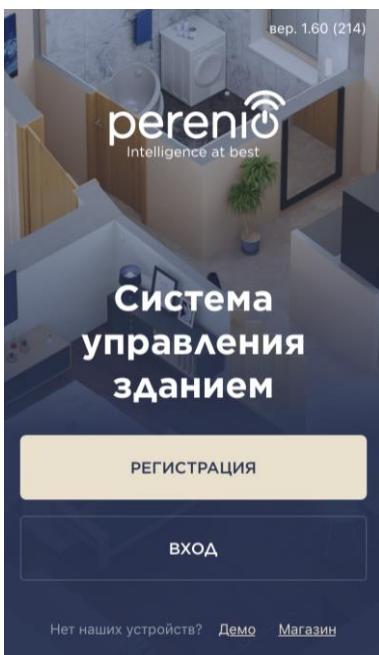 вер. 1.60 (214)
perenio
Intelligence at best
Система
управления
зданием
РЕГИСТРАЦИЯ
ВХОД
Нет наших устройств? Демо Магазин